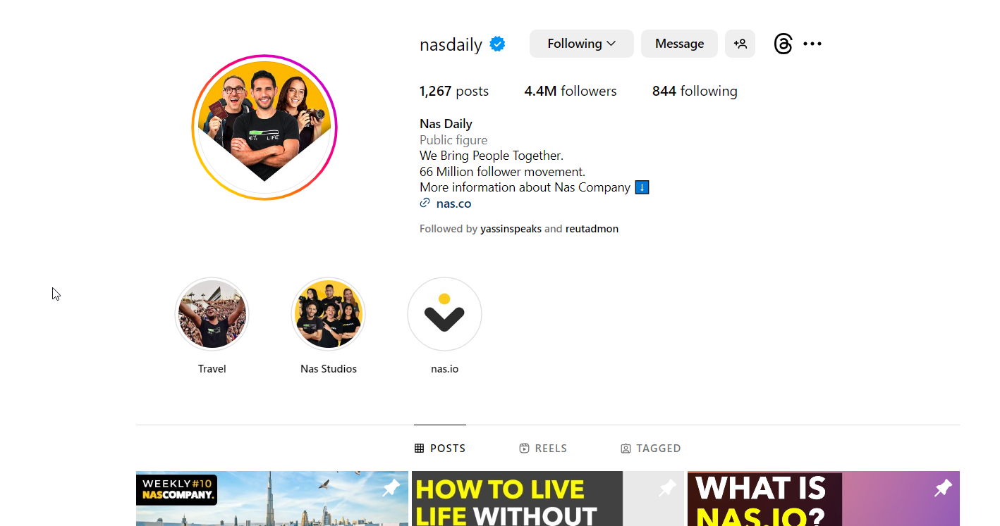 nasdaily
Following
Message
1,267 posts
4.4M followers
844 following
Nas Daily
Public figure
We Bring People Together.
66 Million follower movement.
More information about Nas Company ⬇️
nas.co
Followed by yassinspeaks and reutadmon
LIFE
Travel
Nas Studios
nas.io
POSTS
REELS
TAGGED
WEEKLY#10
NASCOMPANY.
HOW TO LIVE
LIFE WITHOUT
WHAT IS
NAS.IO?